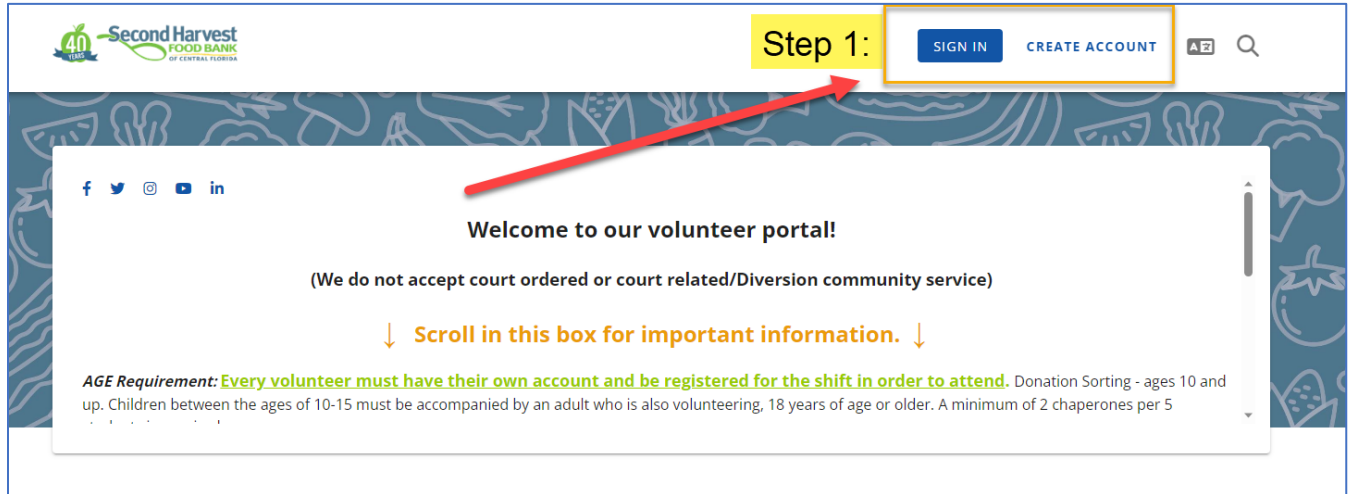 40
YEARS
Second Harvest
FOOD BANK
OF CENTRAL FLORIDA
Step 1:
SIGN IN
CREATE ACCOUNT
Welcome to our volunteer portal!
(We do not accept court ordered or court related/Diversion community service)
↓ Scroll in this box for important information. ↓
AGE Requirement: Every volunteer must have their own account and be registered for the shift in order to attend. Donation Sorting - ages 10 and
up. Children between the ages of 10-15 must be accompanied by an adult who is also volunteering, 18 years of age or older. A minimum of 2 chaperones per 5